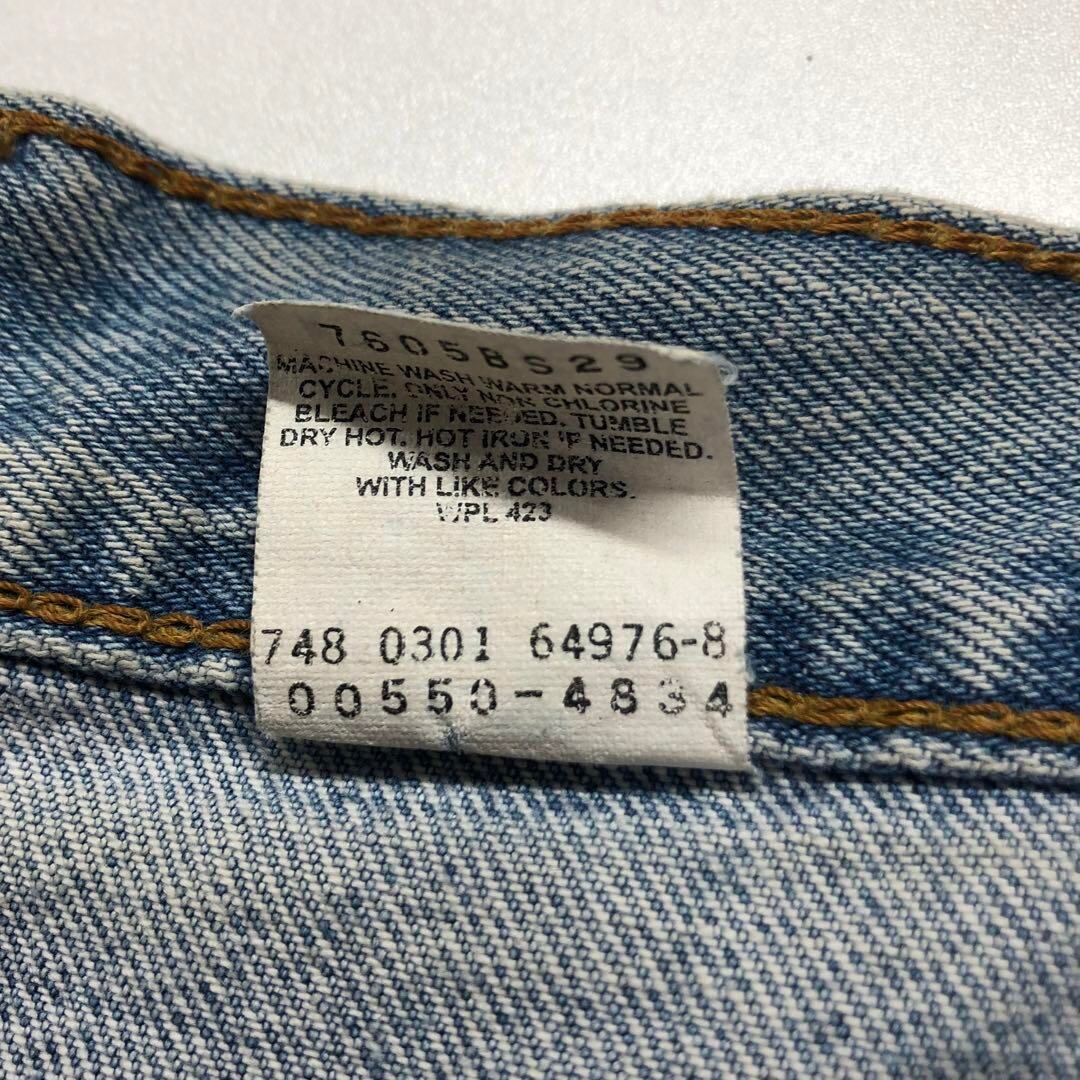 76058S29
MACHINE WASH WARM NORMAL
CYCLE. ONLY NON CHLORINE
BLEACH IF NEEDED. TUMBLE
DRY HOT. HOT IRON IF NEEDED.
WASH AND DRY
WITH LIKE COLORS.
WPL 423
748 0301 64976-8
00550-4834